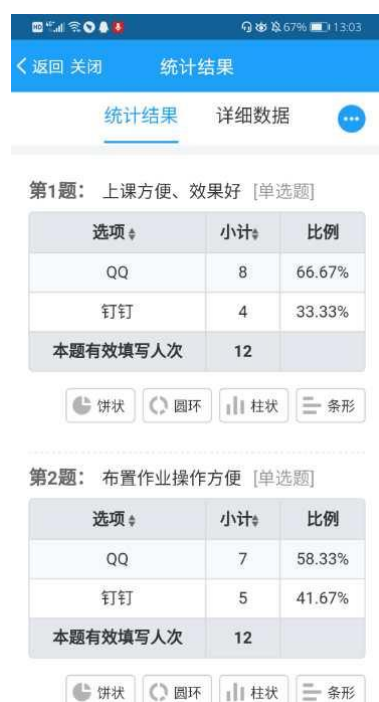 67% 13:03
返回 关闭 统计结果
统计结果 详细数据
第1题: 上课方便、效果好 [单选题]
选项 小计 比例
QQ 8 66.67%
钉钉 4 33.33%
本题有效填写人次 12
饼状 圆环 柱状 条形
第2题: 布置作业操作方便 [单选题]
选项 小计 比例
QQ 7 58.33%
钉钉 5 41.67%
本题有效填写人次 12
饼状 圆环 柱状 条形